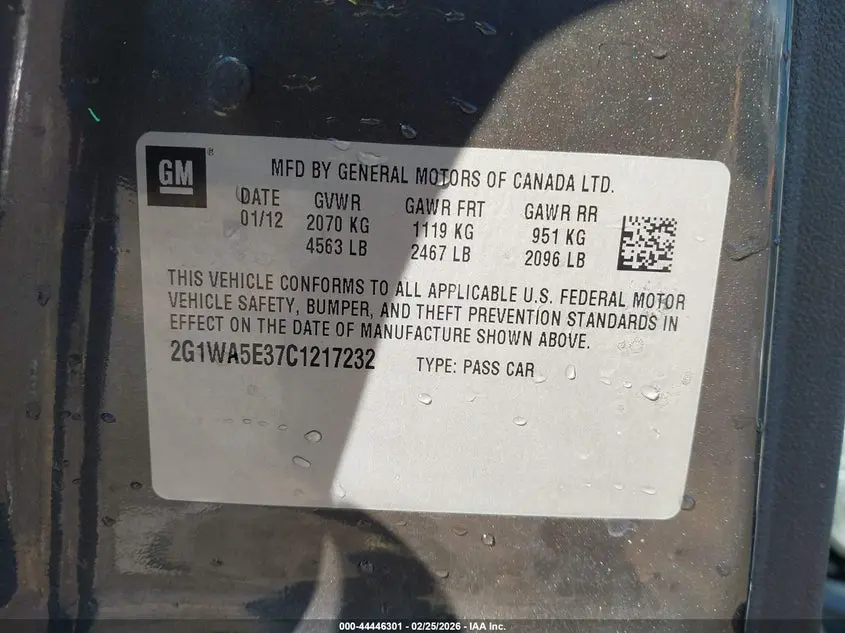 GM®
MFD BY GENERAL MOTORS OF CANADA LTD.
DATE GVWR GAWR FRT GAWR RR
01/12 2070 KG 1119 KG 951 KG
4563 LB 2467 LB 2096 LB
THIS VEHICLE CONFORMS TO ALL APPLICABLE U.S. FEDERAL MOTOR
VEHICLE SAFETY, BUMPER, AND THEFT PREVENTION STANDARDS IN
EFFECT ON THE DATE OF MANUFACTURE SHOWN ABOVE.
2G1WA5E37C1217232 TYPE: PASS CAR
000-44446301 - 02/25/2026 - IAA Inc.